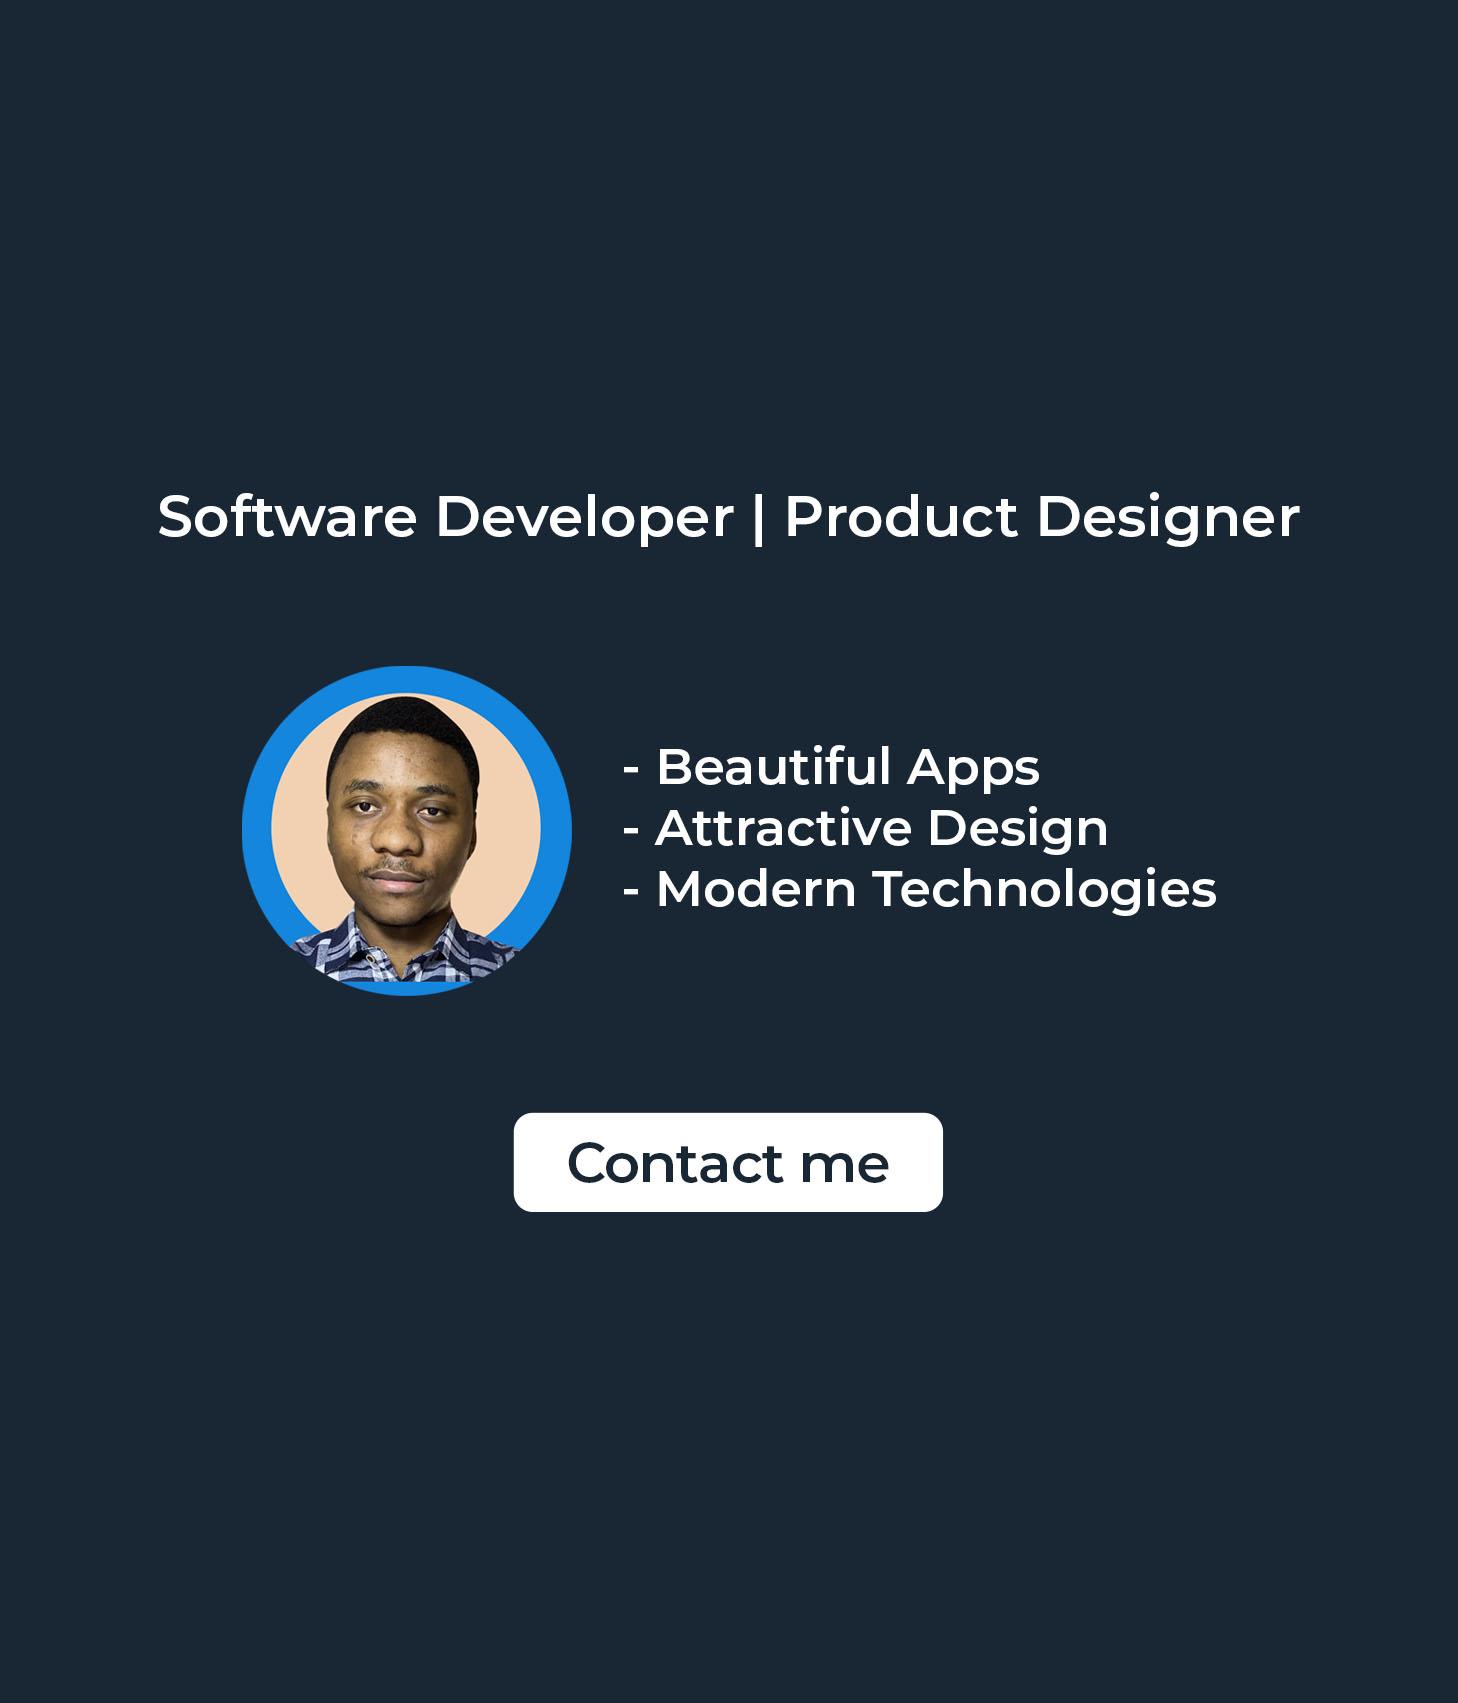 Software Developer | Product Designer
- Beautiful Apps
- Attractive Design
- Modern Technologies
Contact me